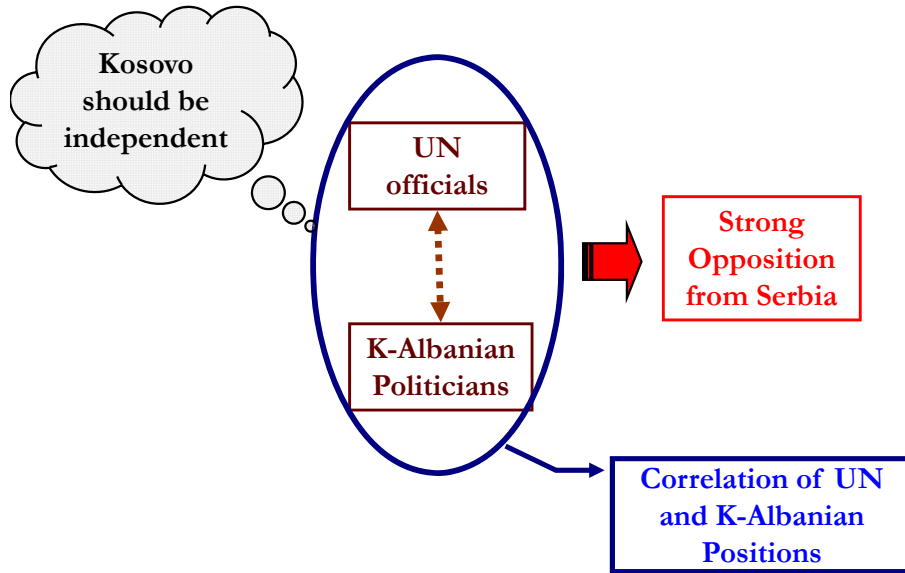 Kosovo
should be
independent
UN
officials
K-Albanian
Politicians
Strong
Opposition
from Serbia
Correlation of UN
and K-Albanian
Positions